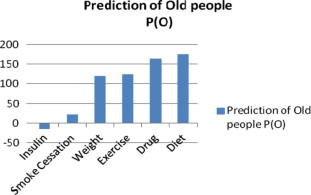 Prediction of Old people
P(O)
200
150
100
50
0
-50
Insulin
Smoke Cessation
Weight
Exercise
Drug
Diet
Prediction of Old
people P(O)